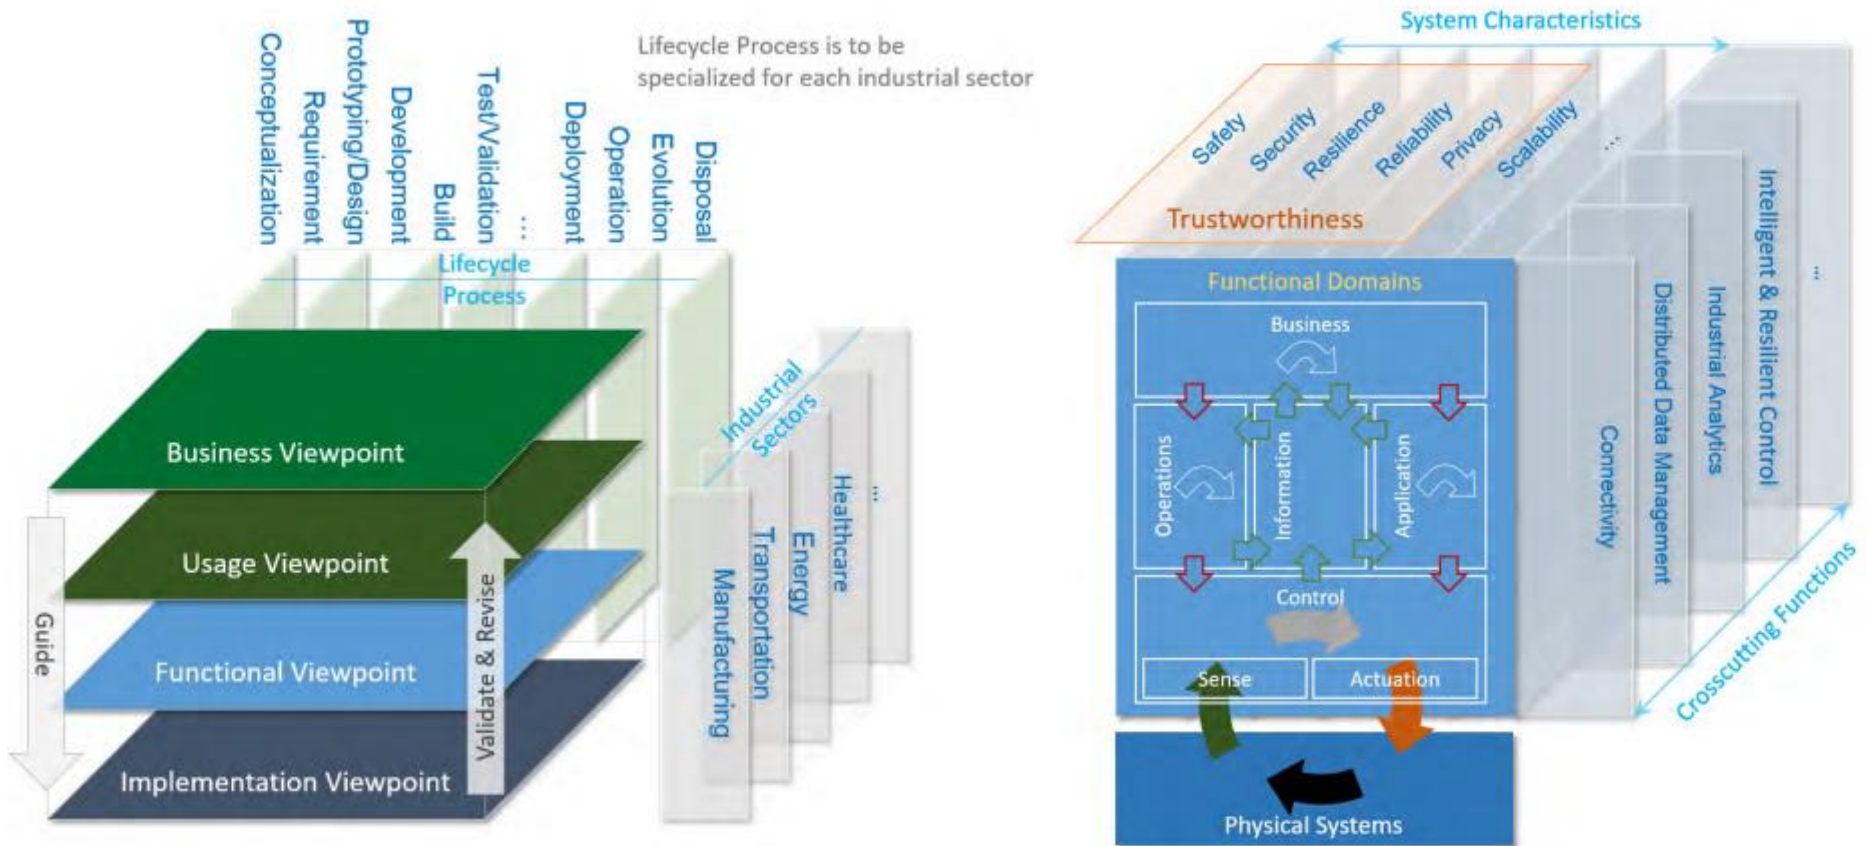 Conceptualization
Requirement
Prototyping/Design
Development
Build
Test/Validation
...
Deployment
Operation
Evolution
Disposal
Lifecycle Process is to be
specialized for each industrial sector
Lifecycle
Process
Business Viewpoint
Usage Viewpoint
Functional Viewpoint
Implementation Viewpoint
Guide
Validate & Revise
Industrial
Sectors
Manufacturing
Transportation
Energy
Healthcare
...
System Characteristics
Safety
Security
Resilience
Reliability
Privacy
Scalability
...
Trustworthiness
Functional Domains
Business
Operations
Information
Application
Control
Sense
Actuation
Physical Systems
Connectivity
Distributed Data Management
Industrial Analytics
Intelligent & Resilient Control
...
Crosscutting Functions